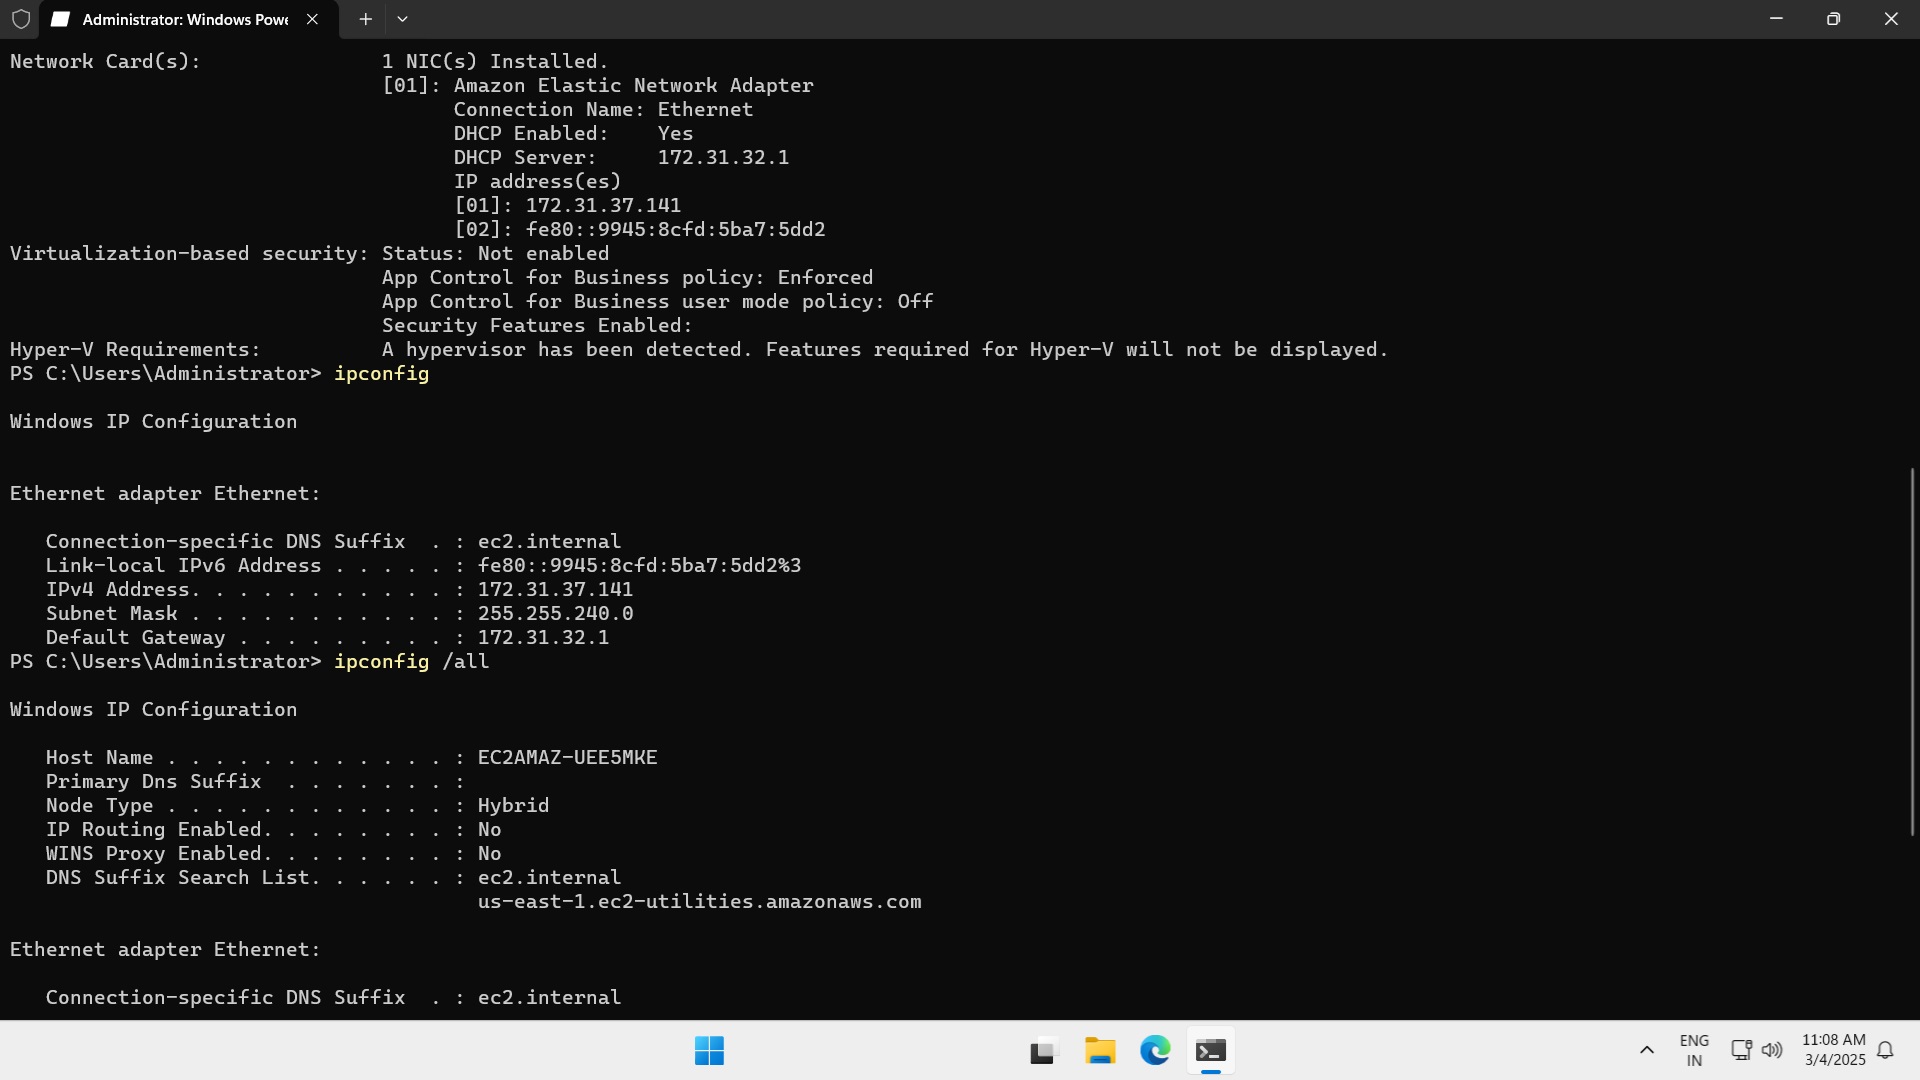 Administrator: Windows Powe
Network Card(s): 1 NIC(s) Installed.
[01]: Amazon Elastic Network Adapter
Connection Name: Ethernet
DHCP Enabled: Yes
DHCP Server: 172.31.32.1
IP address(es)
[01]: 172.31.37.141
[02]: fe80::9945:8cfd:5ba7:5dd2
Virtualization-based security: Status: Not enabled
App Control for Business policy: Enforced
App Control for Business user mode policy: Off
Security Features Enabled:
Hyper-V Requirements: A hypervisor has been detected. Features required for Hyper-V will not be displayed.
PS C:\Users\Administrator> ipconfig
Windows IP Configuration
Ethernet adapter Ethernet:
Connection-specific DNS Suffix . : ec2.internal
Link-local IPv6 Address . . . . . : fe80::9945:8cfd:5ba7:5dd2%3
IPv4 Address. . . . . . . . . . . : 172.31.37.141
Subnet Mask . . . . . . . . . . . : 255.255.240.0
Default Gateway . . . . . . . . . : 172.31.32.1
PS C:\Users\Administrator> ipconfig /all
Windows IP Configuration
Host Name . . . . . . . . . . . . : EC2AMAZ-UEE5MKE
Primary Dns Suffix . . . . . . . :
Node Type . . . . . . . . . . . . : Hybrid
IP Routing Enabled. . . . . . . . : No
WINS Proxy Enabled. . . . . . . . : No
DNS Suffix Search List. . . . . . : ec2.internal
us-east-1.ec2-utilities.amazonaws.com
Ethernet adapter Ethernet:
Connection-specific DNS Suffix . : ec2.internal
ENG
IN
11:08 AM
3/4/2025